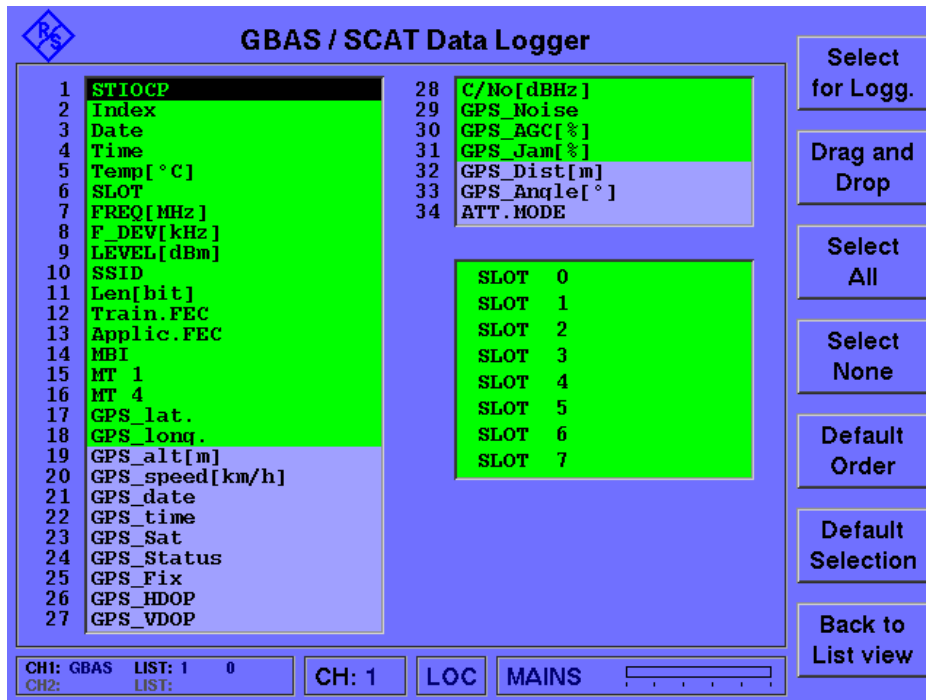 R/S
GBAS / SCAT Data Logger
1 STIOCP
2 Index
3 Date
4 Time
5 Temp[°C]
6 SLOT
7 FREQ[MHz]
8 F_DEV[kHz]
9 LEVEL[dBm]
10 SSID
11 Len[bit]
12 Train.FEC
13 Applic.FEC
14 MBI
15 MT 1
16 MT 4
17 GPS_lat.
18 GPS_long.
19 GPS_alt[m]
20 GPS_speed[km/h]
21 GPS_date
22 GPS_time
23 GPS_Sat
24 GPS_Status
25 GPS_Fix
26 GPS_HDOP
27 GPS_VDOP
28 C/No[dBHz]
29 GPS_Noise
30 GPS_AGC[%]
31 GPS_Jam[%]
32 GPS_Dist[m]
33 GPS_Angle[°]
34 ATT.MODE
SLOT 0
SLOT 1
SLOT 2
SLOT 3
SLOT 4
SLOT 5
SLOT 6
SLOT 7
Select
for Logg.
Drag and
Drop
Select
All
Select
None
Default
Order
Default
Selection
Back to
List view
CH1: GBAS LIST: 1 0
CH2: LIST:
CH: 1
LOC
MAINS